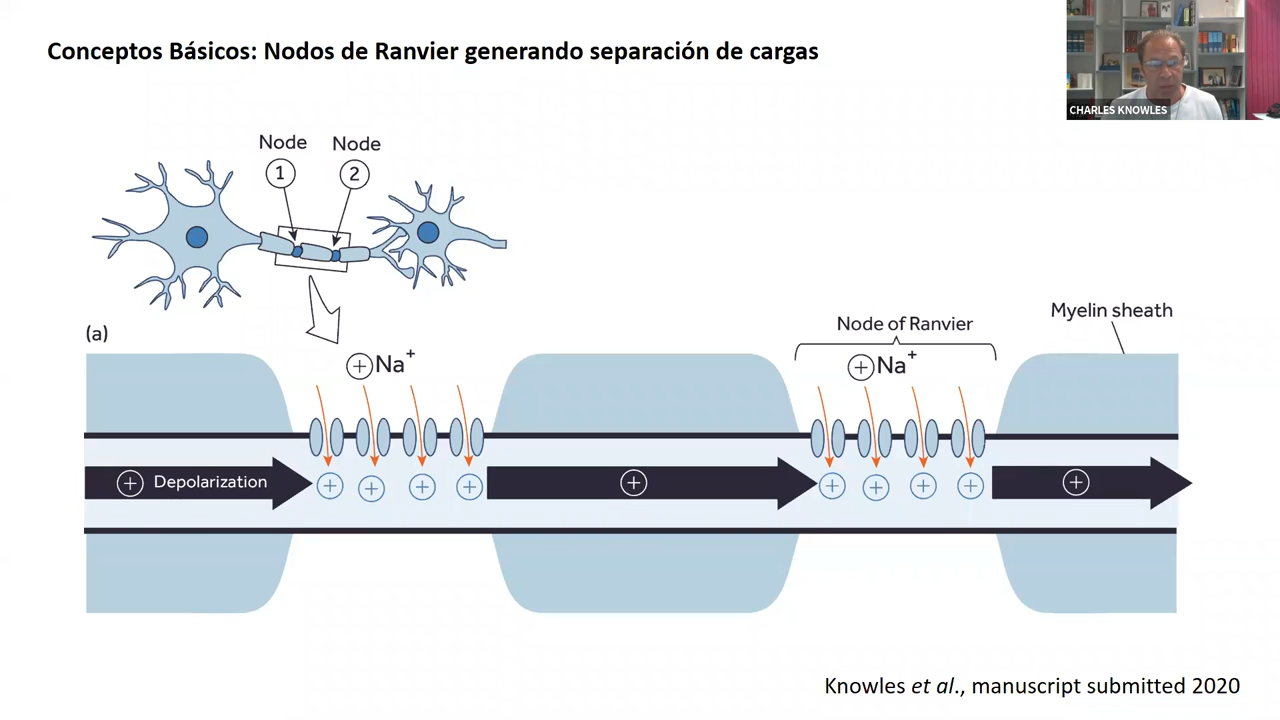 Conceptos Básicos: Nodos de Ranvier generando separación de cargas
CHARLES KNOWLES
Node Node
1 2
(a)
Node of Ranvier
Myelin sheath
+ Na+
+ Na+
+ Depolarization
+ + + +
+
+ + + +
+
Knowles et al., manuscript submitted 2020